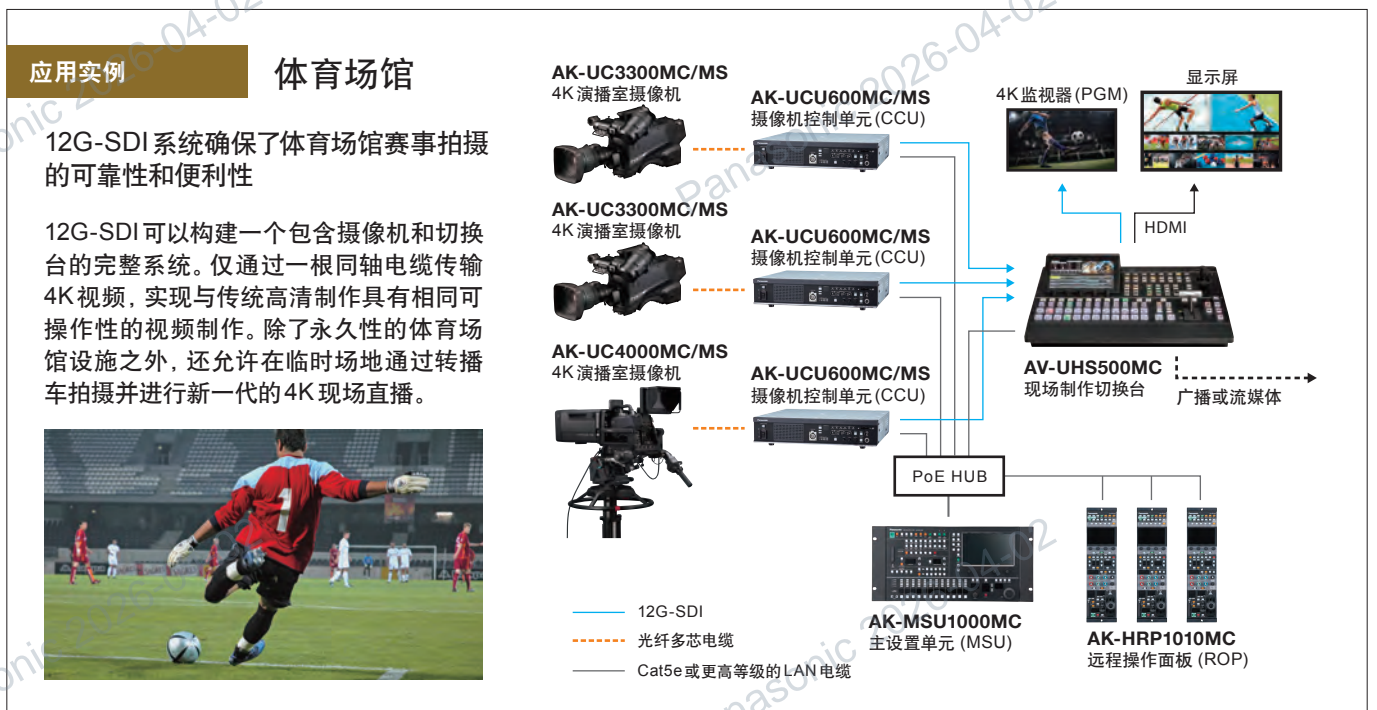 应用实例
体育场馆
12G-SDI系统确保了体育场馆赛事拍摄
的可靠性和便利性
12G-SDI可以构建一个包含摄像机和切换
台的完整系统。仅通过一根同轴电缆传输
4K视频，实现与传统高清制作具有相同可
操作性的视频制作。除了永久性的体育场
馆设施之外，还允许在临时场地通过转播
车拍摄并进行新一代的4K现场直播。
AK-UC3300MC/MS
4K演播室摄像机
AK-UCU600MC/MS
摄像机控制单元(CCU)
AK-UC3300MC/MS
4K演播室摄像机
AK-UCU600MC/MS
摄像机控制单元(CCU)
AK-UC4000MC/MS
4K演播室摄像机
AK-UCU600MC/MS
摄像机控制单元(CCU)
4K监视器(PGM)
显示屏
HDMI
AV-UHS500MC
现场制作切换台
广播或流媒体
PoE HUB
AK-MSU1000MC
主设置单元 (MSU)
AK-HRP1010MC
远程操作面板 (ROP)
12G-SDI
光纤多芯电缆
Cat5e或更高等级的LAN电缆
1
Panasonic 2026-04-02